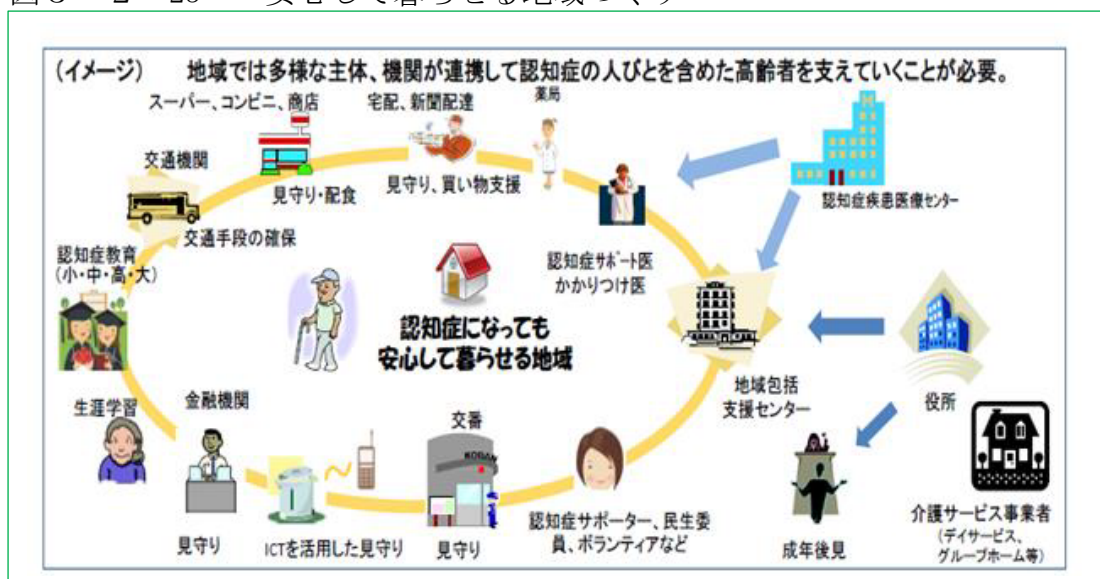 (イメージ) 地域では多様な主体、機関が連携して認知症の人びとを含めた高齢者を支えていくことが必要。
スーパー、コンビニ、商店
宅配、新聞配達
薬局
交通機関
見守り・配食
見守り、買い物支援
認知症疾患医療センター
交通手段の確保
認知症教育
(小・中・高・大)
認知症サポート医
かかりつけ医
認知症になっても
安心して暮らせる地域
地域包括
支援センター
役所
生涯学習
金融機関
交番
KOBAN
見守り
ICTを活用した見守り
見守り
認知症サポーター、民生委
員、ボランティアなど
成年後見
介護サービス事業者
(デイサービス、
グループホーム等)